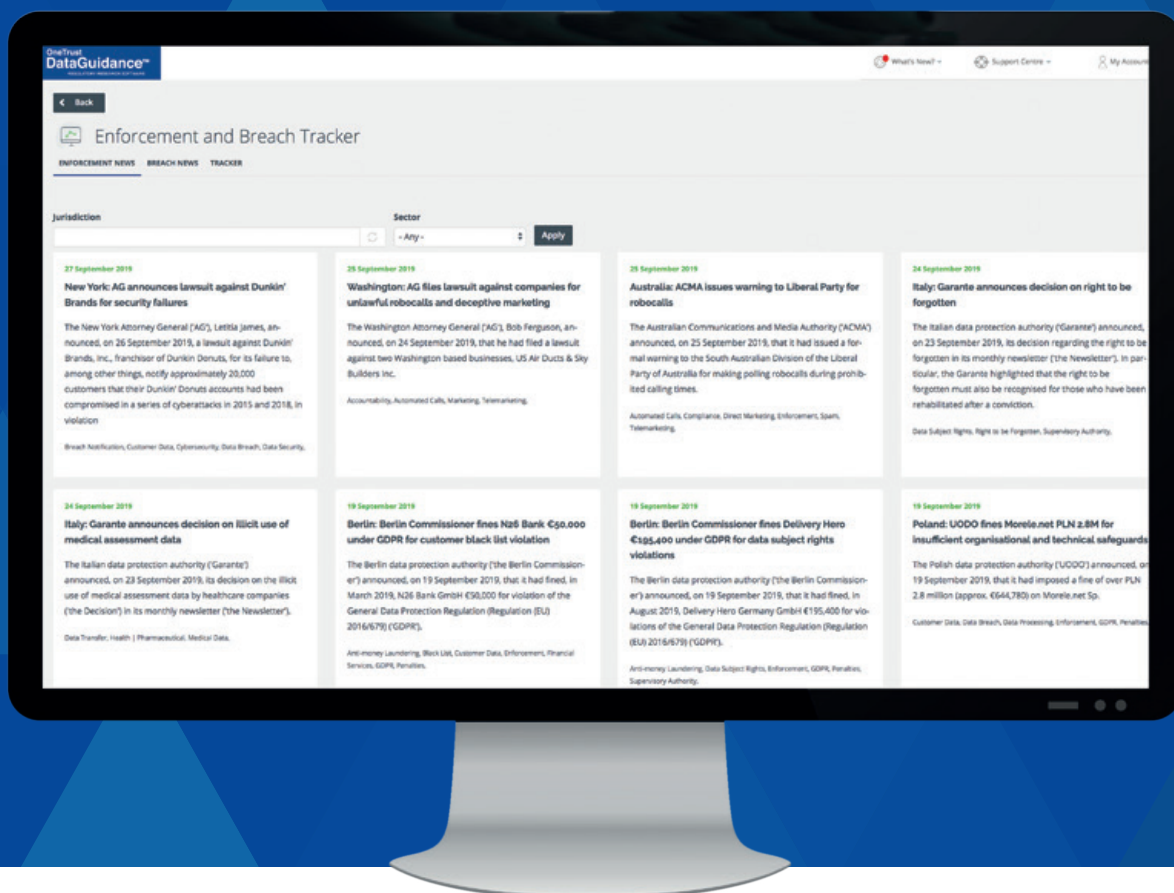 OneTrust
DataGuidance™
REGULATORY RESEARCH SOFTWARE
What's New?
Support Centre
My Account
Back
Enforcement and Breach Tracker
ENFORCEMENT NEWS BREACH NEWS TRACKER
Jurisdiction
Sector
- Any -
Apply
27 September 2019
New York: AG announces lawsuit against Dunkin'
Brands for security failures
The New York Attorney General ('AG'), Letitia James, an-
nounced, on 26 September 2019, a lawsuit against Dunkin'
Brands, Inc., franchisor of Dunkin Donuts, for its failure to,
among other things, notify approximately 20,000
customers that their Dunkin' Donuts accounts had been
compromised in a series of cyberattacks in 2015 and 2018, in
violation
Breach Notification, Customer Data, Cybersecurity, Data Breach, Data Security,
25 September 2019
Washington: AG files lawsuit against companies for
unlawful robocalls and deceptive marketing
The Washington Attorney General ('AG'), Bob Ferguson, an-
nounced, on 24 September 2019, that he had filed a lawsuit
against two Washington based businesses, US Air Ducts & Sky
Builders Inc.
Accountability, Automated Calls, Marketing, Telemarketing,
25 September 2019
Australia: ACMA issues warning to Liberal Party for
robocalls
The Australian Communications and Media Authority ('ACMA')
announced, on 25 September 2019, that it had issued a for-
mal warning to the South Australian Division of the Liberal
Party of Australia for making polling robocalls during prohib-
ited calling times.
Automated Calls, Compliance, Direct Marketing, Enforcement, Spam,
Telemarketing,
24 September 2019
Italy: Garante announces decision on right to be
forgotten
The Italian data protection authority ('Garante') announced,
on 23 September 2019, its decision regarding the right to be
forgotten in its monthly newsletter ('the Newsletter'). In par-
ticular, the Garante highlighted that the right to be
forgotten must also be recognised for those who have been
rehabilitated after a conviction.
Data Subject Rights, Right to be Forgotten, Supervisory Authority,
24 September 2019
Italy: Garante announces decision on illicit use of
medical assessment data
The Italian data protection authority ('Garante')
announced, on 23 September 2019, its decision on the illicit
use of medical assessment data by healthcare companies
('the Decision') in its monthly newsletter ('the Newsletter').
Data Transfer, Health | Pharmaceutical, Medical Data,
19 September 2019
Berlin: Berlin Commissioner fines N26 Bank €50,000
under GDPR for customer black list violation
The Berlin data protection authority ('the Berlin Commission-
er') announced, on 19 September 2019, that it had fined, in
March 2019, N26 Bank GmbH €50,000 for violation of the
General Data Protection Regulation (Regulation (EU)
2016/679) ('GDPR').
Anti-money Laundering, Black List, Customer Data, Enforcement, Financial
Services, GDPR, Penalties,
19 September 2019
Berlin: Berlin Commissioner fines Delivery Hero
€195,400 under GDPR for data subject rights
violations
The Berlin data protection authority ('the Berlin Commission-
er') announced, on 19 September 2019, that it had fined, in
August 2019, Delivery Hero Germany GmbH €195,400 for vio-
lations of the General Data Protection Regulation (Regulation
(EU) 2016/679) ('GDPR').
Anti-money Laundering, Data Subject Rights, Enforcement, GDPR, Penalties,
Supervisory Authority,
19 September 2019
Poland: UODO fines Morele.net PLN 2.8M for
insufficient organisational and technical safeguards
The Polish data protection authority ('UODO') announced, on
19 September 2019, that it had imposed a fine of over PLN
2.8 million (approx. €644,780) on Morele.net Sp.
Customer Data, Data Breach, Data Processing, Enforcement, GDPR, Penalties,